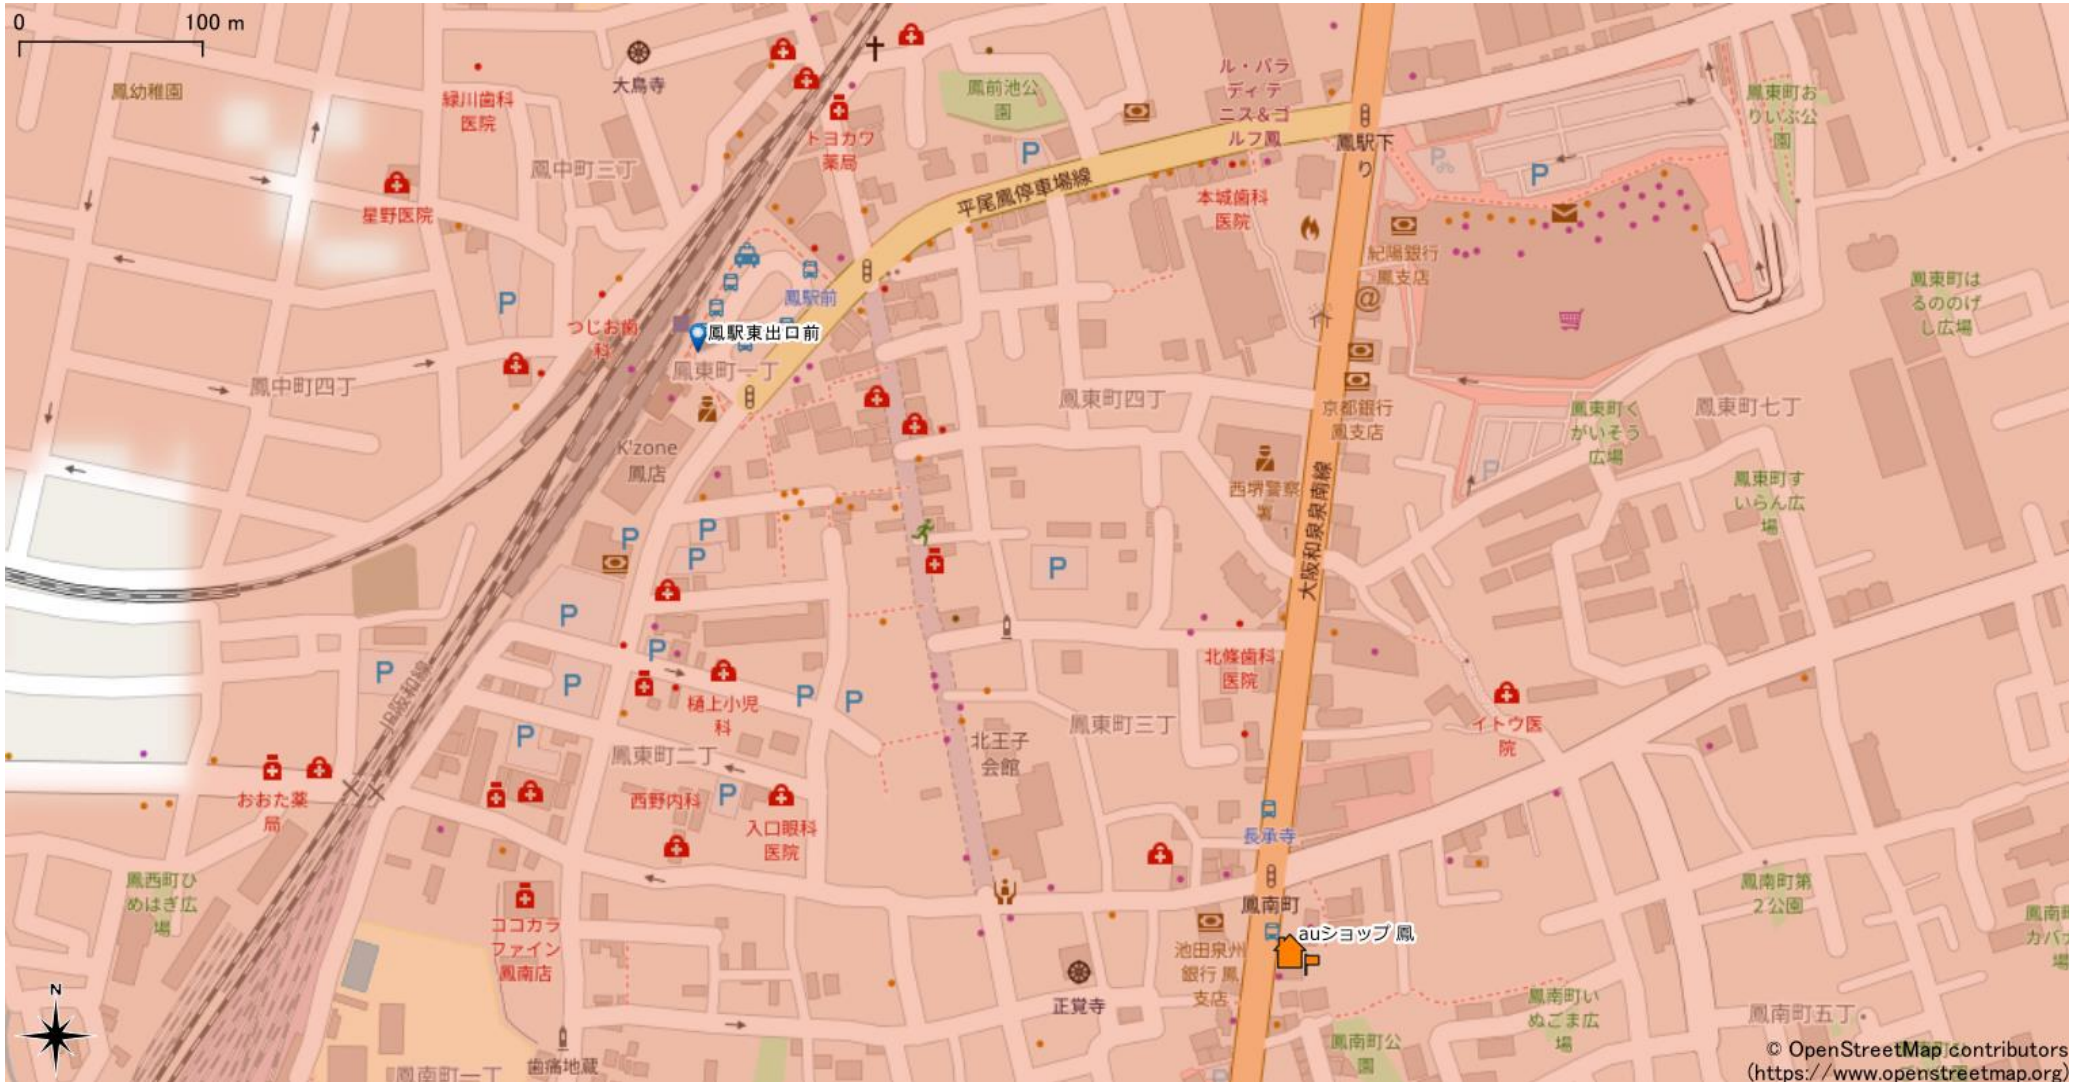 0
100 m
鳳幼稚園
緑川歯科
医院
大鳥寺
トヨカワ
薬局
鳳前池公
園
ル・パラ
ディ テ
ニス&ゴ
ルフ鳳
鳳駅下
り
鳳東町お
りいぶ公
園
鳳中町三丁
星野医院
平尾鳳停車場線
本城歯科
医院
紀陽銀行
鳳支店
鳳東町は
るののげ
し広場
鳳駅前
つじお歯
科
鳳駅東出口前
鳳東町一丁
鳳中町四丁
鳳東町四丁
京都銀行
鳳支店
鳳東町く
がいそう
広場
鳳東町七丁
K'zone
鳳店
西堺警察
署
大阪和泉泉南線
鳳東町す
いらん広
場
JR阪和線
樋上小児
科
北條歯科
医院
イトウ医
院
鳳東町三丁
北王子
会館
鳳東町二丁
おおた薬
局
西野内科
入口眼科
医院
長承寺
鳳西町ひ
めはぎ広
場
鳳南町
鳳南町第
2公園
ココカラ
ファイン
鳳南店
auショップ 鳳
池田泉州
銀行 鳳
支店
正覚寺
鳳南町
カバ
場
鳳南町い
ぬごま広
場
鳳南町五丁
N
鳳南町公
園
歯痛地蔵
鳳南町一丁
© OpenStreetMap contributors
(https://www.openstreetmap.org)